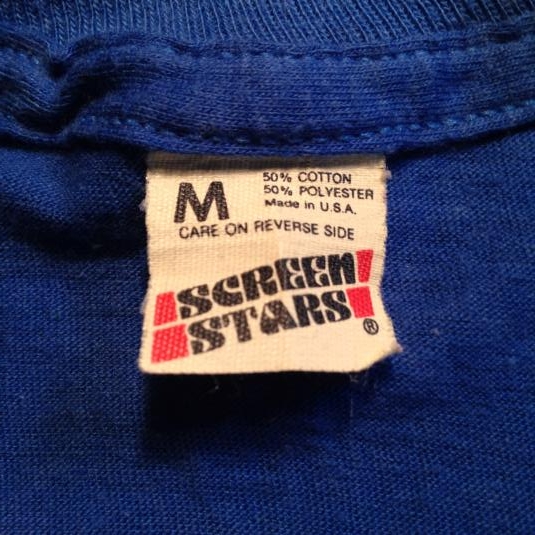 M
50% COTTON
50% POLYESTER
Made in U.S.A.
CARE ON REVERSE SIDE
SCREEN
STARS®